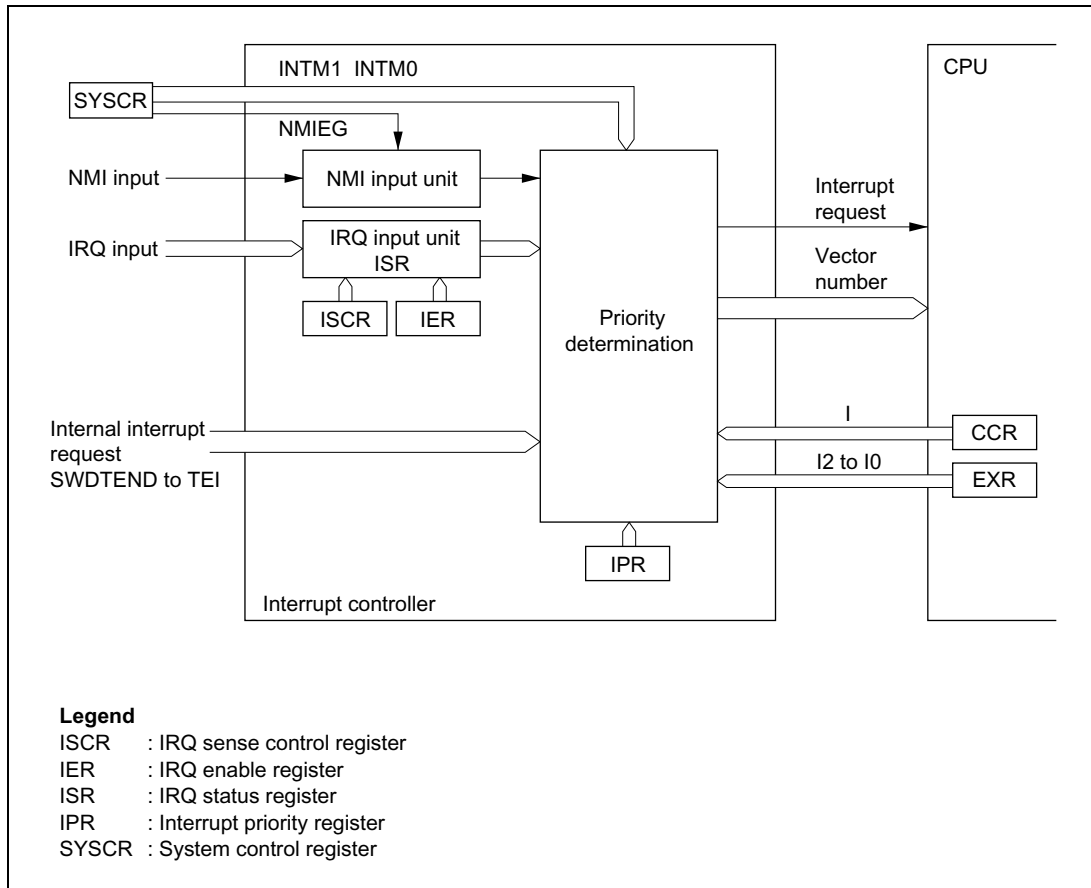 INTM1 INTM0
CPU
SYSCR
NMIEG
NMI input
NMI input unit
Interrupt
request
IRQ input
IRQ input unit
ISR
Vector
number
ISCR
IER
Priority
determination
Internal interrupt
request
SWDTEND to TEI
I
CCR
I2 to I0
EXR
IPR
Interrupt controller
Legend
ISCR : IRQ sense control register
IER : IRQ enable register
ISR : IRQ status register
IPR : Interrupt priority register
SYSCR : System control register